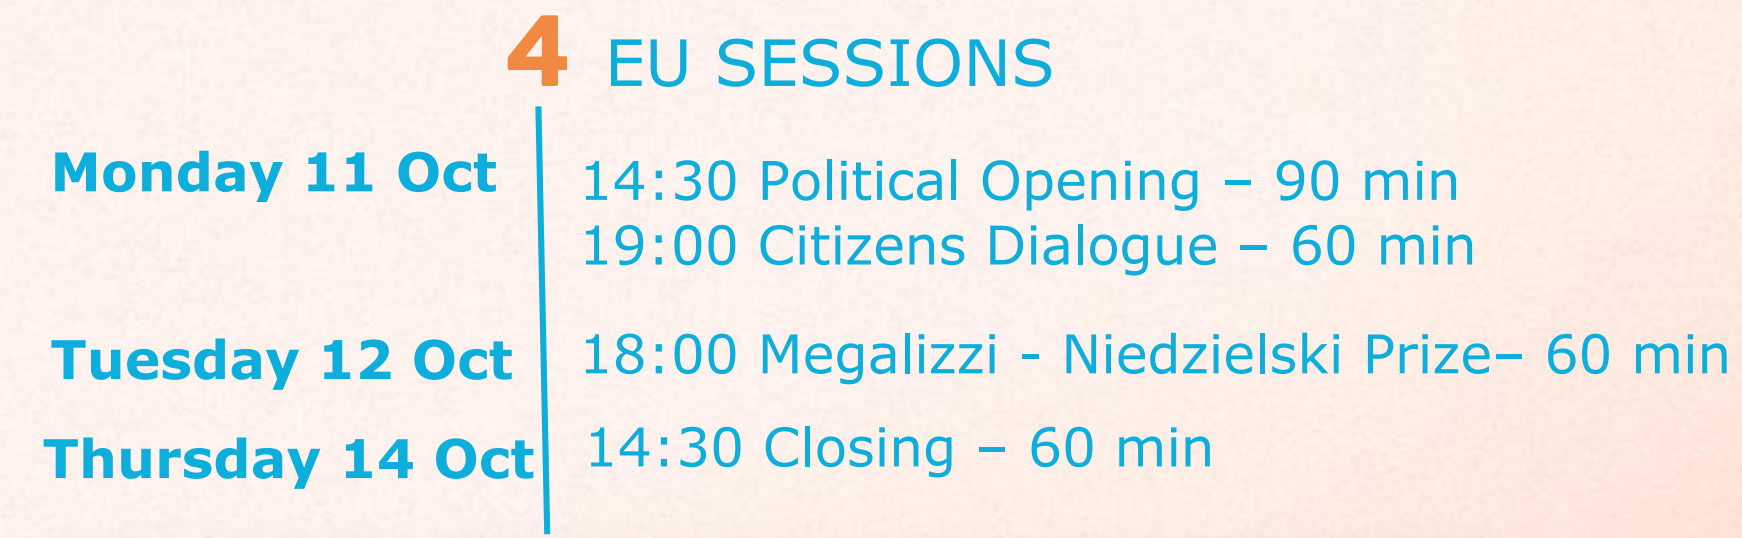 4 EU SESSIONS
Monday 11 Oct
14:30 Political Opening – 90 min
19:00 Citizens Dialogue – 60 min
Tuesday 12 Oct
18:00 Megalizzi - Niedzielski Prize– 60 min
Thursday 14 Oct
14:30 Closing – 60 min